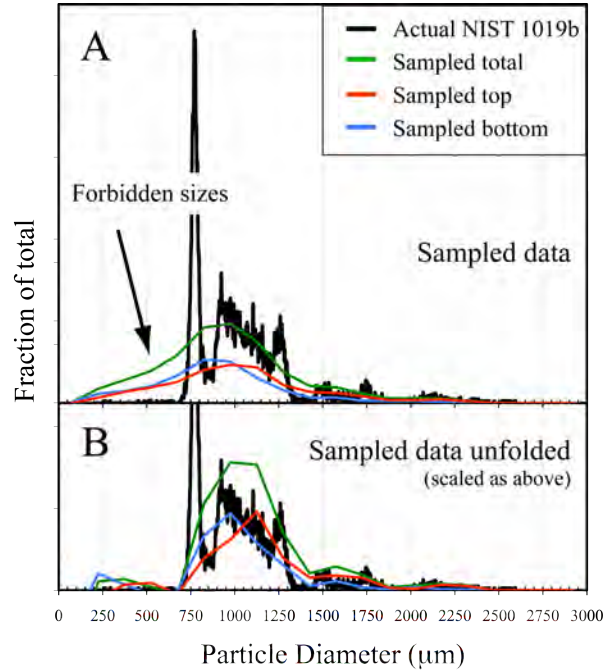 A
Actual NIST 1019b
Sampled total
Sampled top
Sampled bottom
Forbidden sizes
Sampled data
Fraction of total
B
Sampled data unfolded
(scaled as above)
0 250 500 750 1000 1250 1500 1750 2000 2250 2500 2750 3000
Particle Diameter (μm)